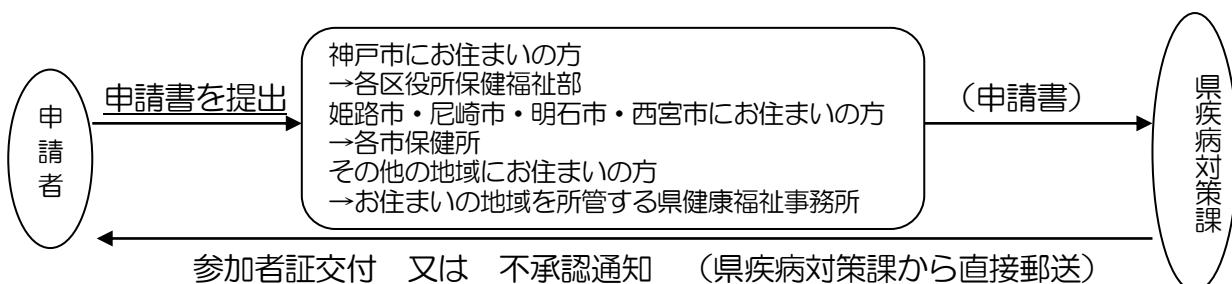 申請者
申請書を提出
神戸市にお住まいの方
→各区役所保健福祉部
姫路市・尼崎市・明石市・西宮市にお住まいの方
→各市保健所
その他の地域にお住まいの方
→お住まいの地域を所管する県健康福祉事務所
（申請書）
県疾病対策課
参加者証交付　又は　不承認通知　（県疾病対策課から直接郵送）